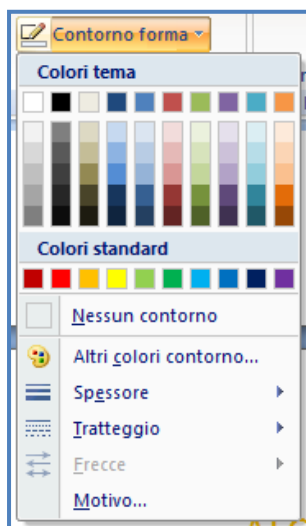 Contorno forma
Colori tema
Colori standard
Nessun contorno
Altri colori contorno...
Spessore
Tratteggio
Frecce
Motivo...